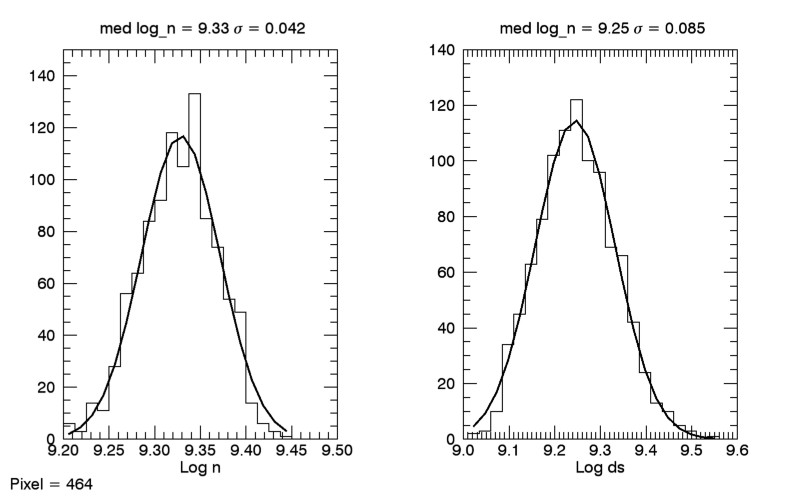 med log_n = 9.33 σ = 0.042
140
120
100
80
60
40
20
0
9.20 9.25 9.30 9.35 9.40 9.45 9.50
Log n
med log_n = 9.25 σ = 0.085
140
120
100
80
60
40
20
0
9.0 9.1 9.2 9.3 9.4 9.5 9.6
Log ds
Pixel = 464